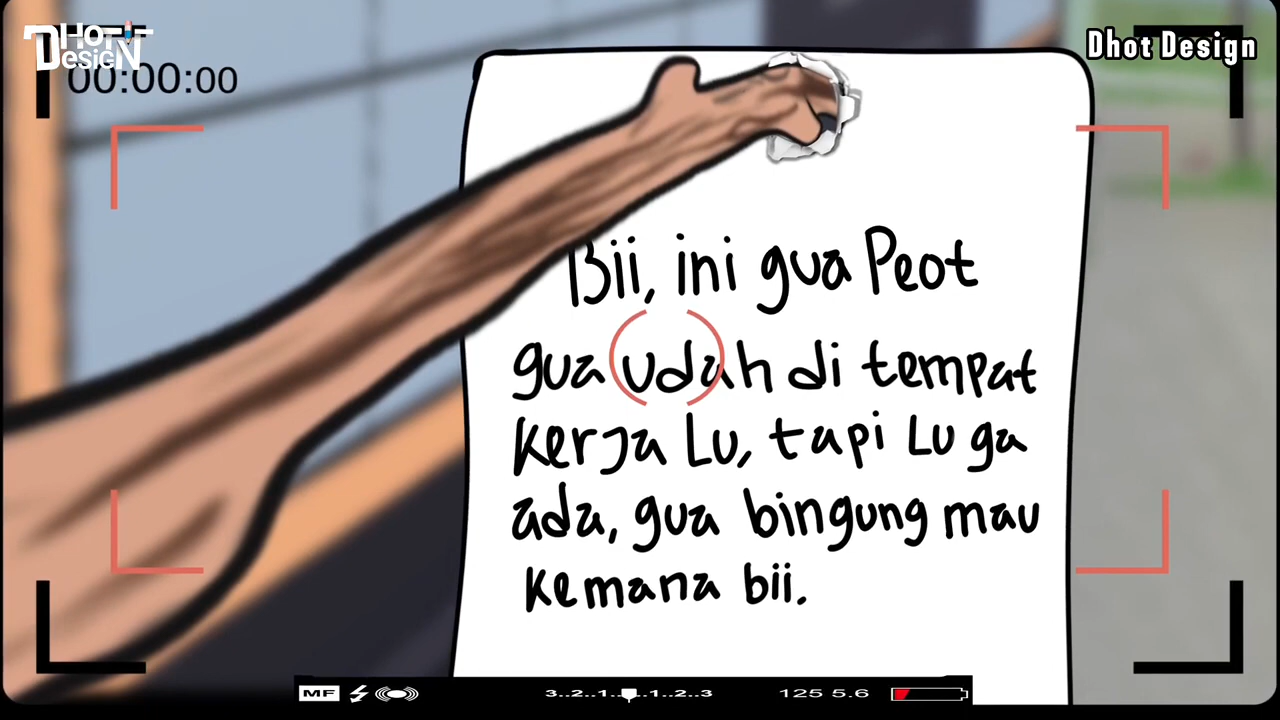 DHOT DESIGN
Dhot Design
00:00:00
Bii, ini gua Peot
gua udah di tempat
kerja Lu, tapi Lu ga
ada, gua bingung mau
kemana bii.
MF 3..2..1..1..2..3 125 5.6